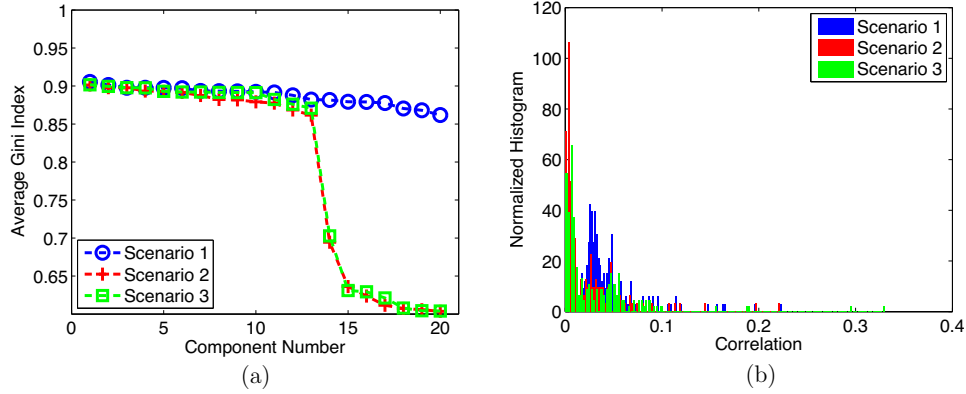 1
0.95
0.9
0.85
0.8
0.75
0.7
0.65
0
5
10
15
20
Average Gini Index
Component Number
Scenario 1
Scenario 2
Scenario 3
(a)
120
100
80
60
40
20
0
0
0.1
0.2
0.3
0.4
Normalized Histogram
Correlation
Scenario 1
Scenario 2
Scenario 3
(b)